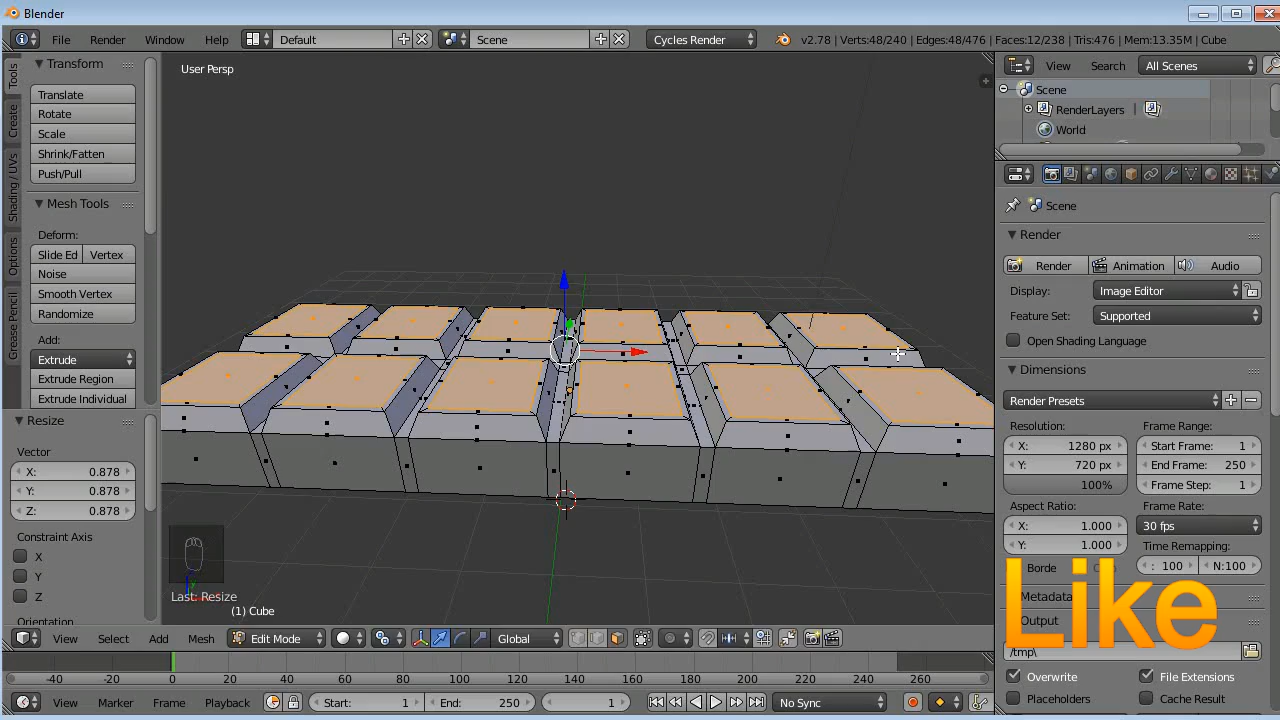 Blender
File Render Window Help Default Scene Cycles Render v2.78 | Verts:48/240 | Edges:48/476 | Faces:12/238 | Tris:476 | Mem:13.35M | Cube
Tools
Create
Shading / UVs
Options
Grease Pencil
Transform
Translate
Rotate
Scale
Shrink/Fatten
Push/Pull
Mesh Tools
Deform:
Slide Ed Vertex
Noise
Smooth Vertex
Randomize
Add:
Extrude
Extrude Region
Extrude Individual
Resize
Vector
X: 0.878
Y: 0.878
Z: 0.878
Constraint Axis
X
Y
Z
Orientation
User Persp
Last: Resize
(1) Cube
View Select Add Mesh Edit Mode Global
-40 -20 0 20 40 60 80 100 120 140 160 180 200 220 240 260
View Marker Frame Playback Start: 1 End: 250 1 No Sync
View Search All Scenes
Scene
RenderLayers |
World
Scene
Render
Render Animation Audio
Display: Image Editor
Feature Set: Supported
Open Shading Language
Dimensions
Render Presets
Resolution: Frame Range:
X: 1280 px Start Frame: 1
Y: 720 px End Frame: 250
100% Frame Step: 1
Aspect Ratio: Frame Rate:
X: 1.000 30 fps
Y: 1.000 Time Remapping:
Borde : 100 N:100
Like
Metadata
Output
/tmp\
Overwrite File Extensions
Placeholders Cache Result